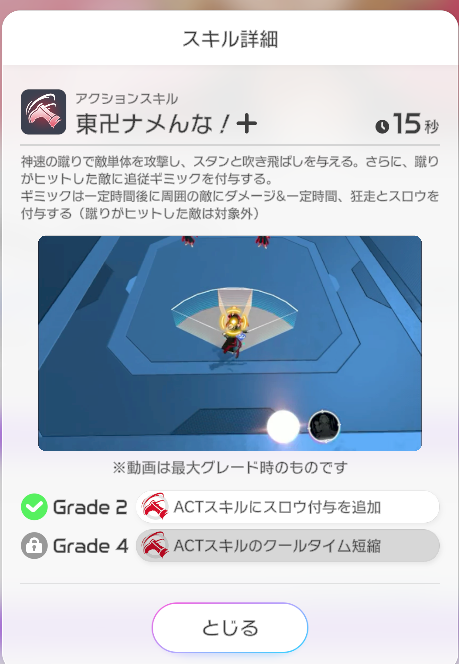 スキル詳細
アクションスキル
東卍ナメんな！＋
15秒
神速の蹴りで敵単体を攻撃し、スタンと吹き飛ばしを与える。さらに、蹴り
がヒットした敵に追従ギミックを付与する。
ギミックは一定時間後に周囲の敵にダメージ&一定時間、狂走とスロウを
付与する（蹴りがヒットした敵は対象外）
※動画は最大グレード時のものです
Grade 2 ACTスキルにスロウ付与を追加
Grade 4 ACTスキルのクールタイム短縮
とじる